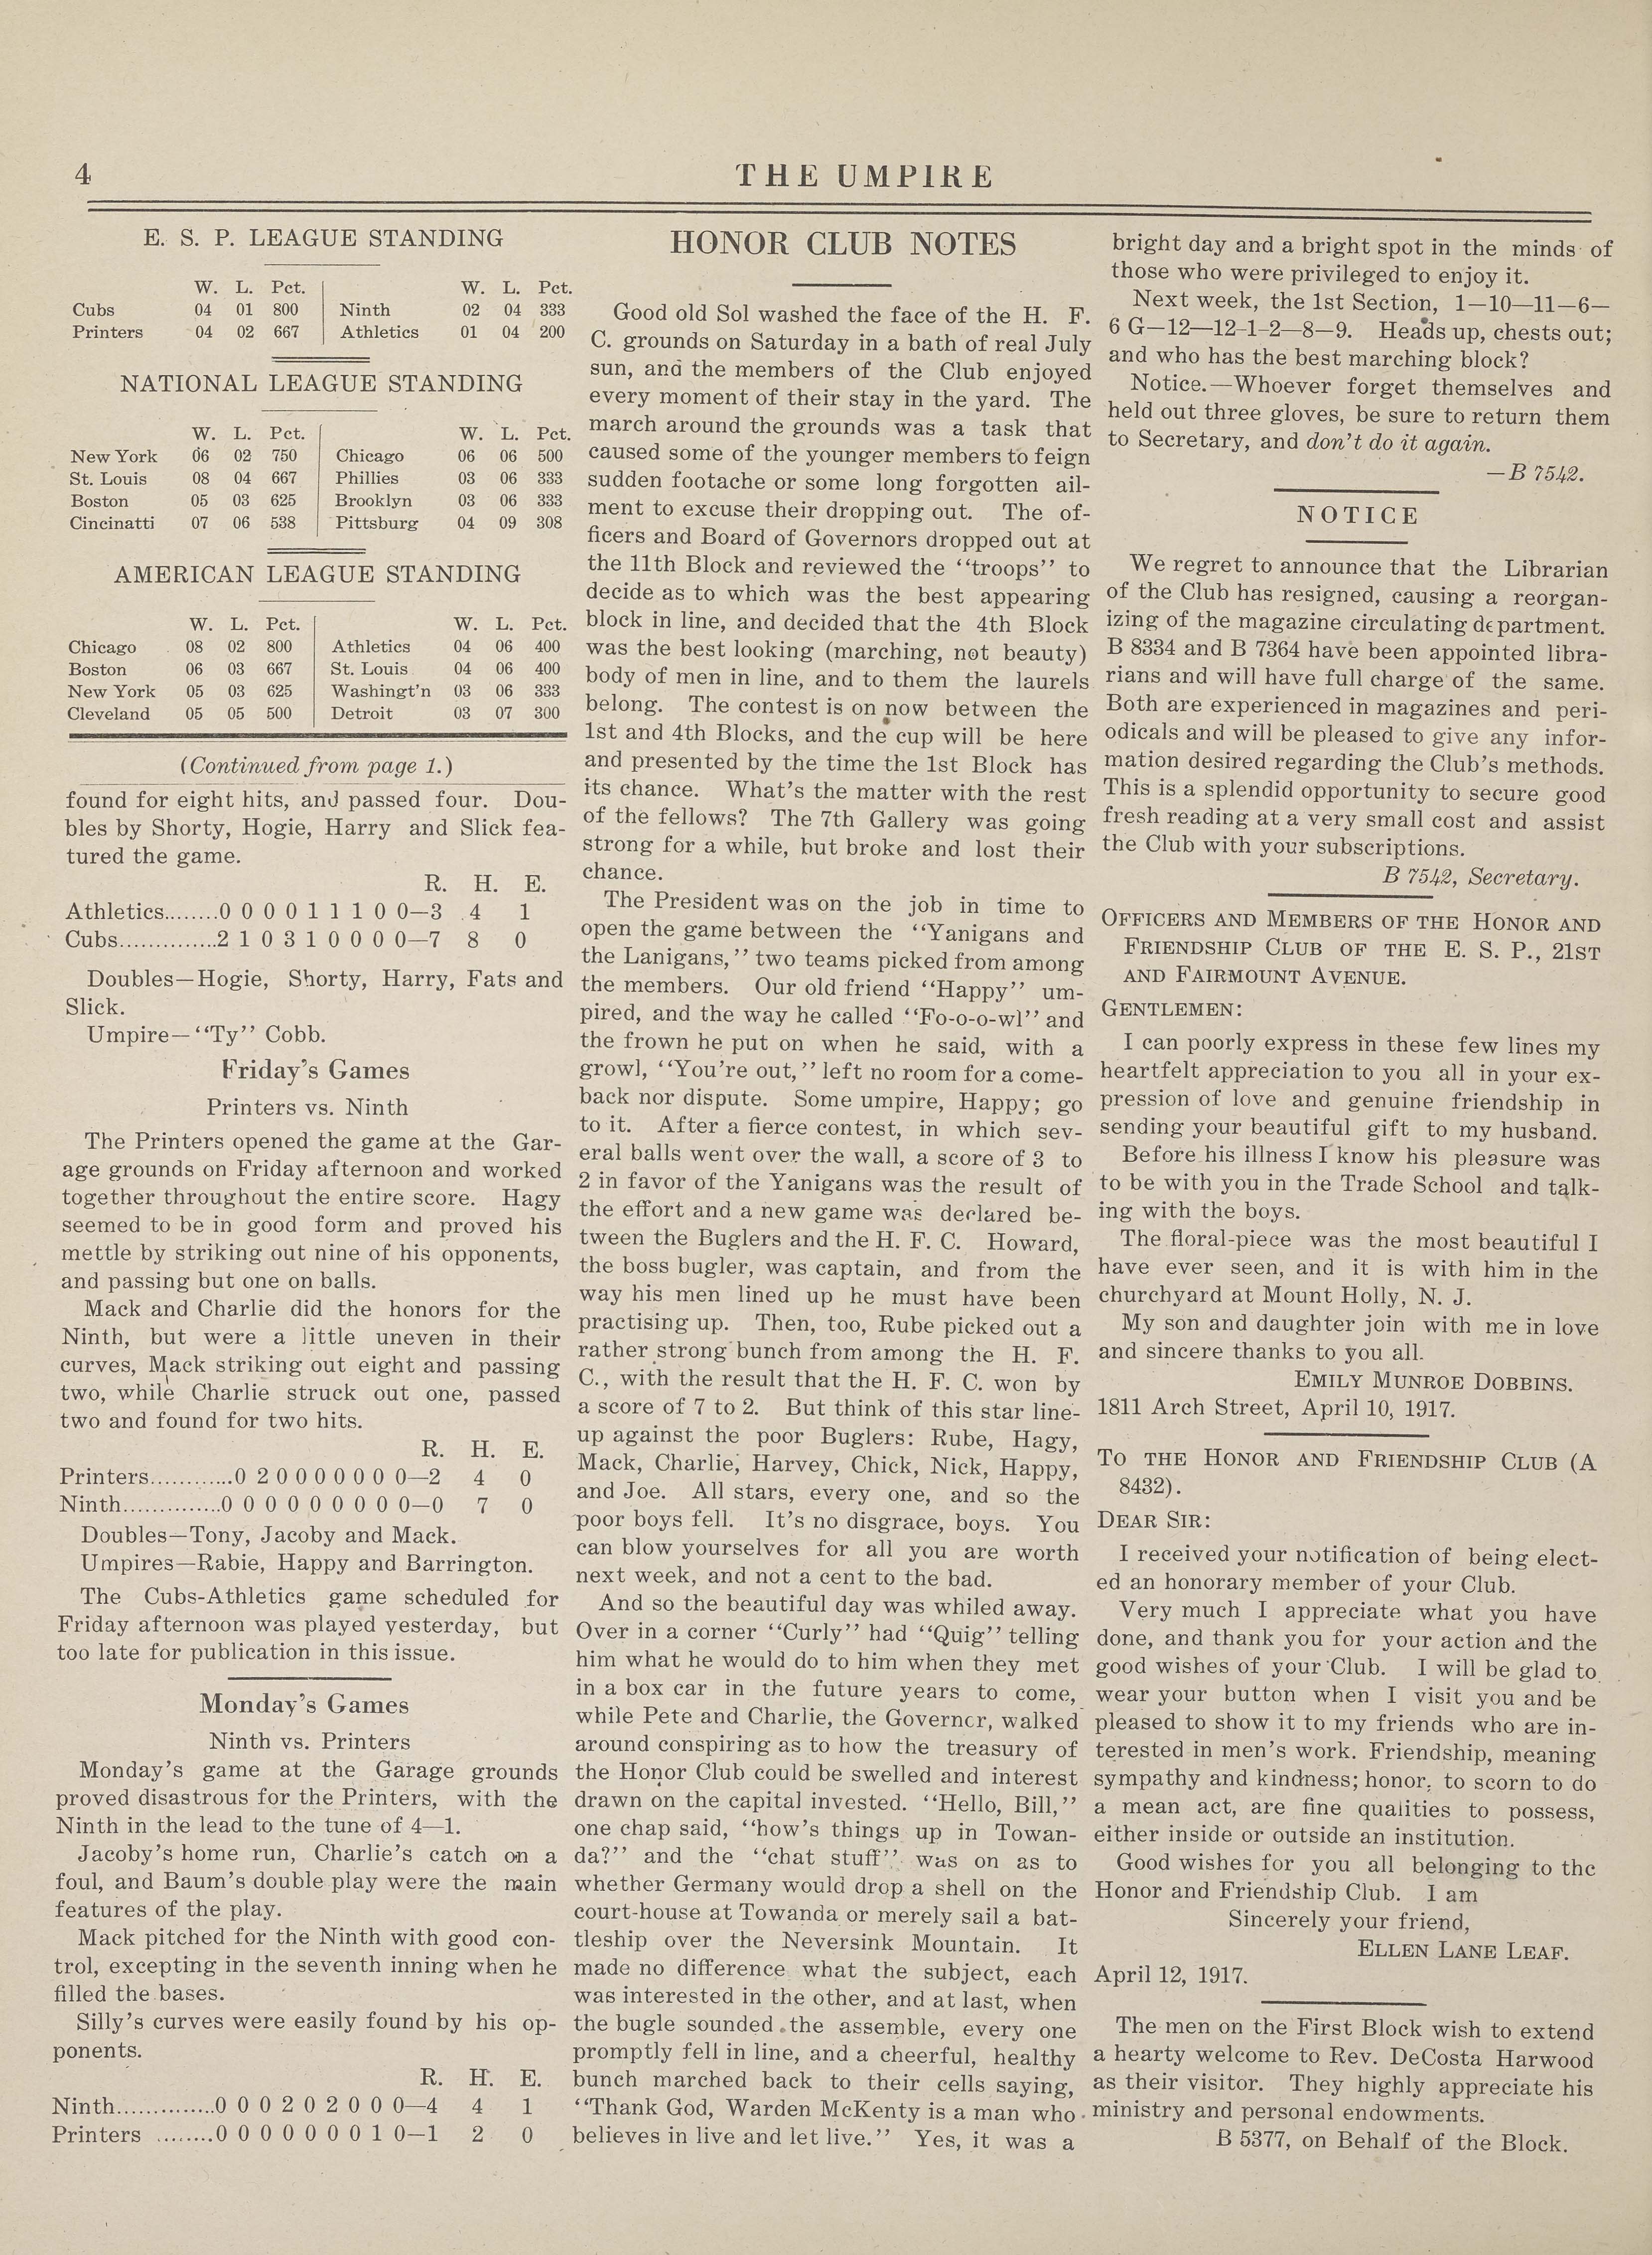 4
THE UMPIRE
E. S. P. LEAGUE STANDING
W. L. Pct. W. L. Pct.
Cubs 04 01 800 Ninth 02 04 333
Printers 04 02 667 Athletics 01 04 200
NATIONAL LEAGUE STANDING
W. L. Pct. W. L. Pct.
New York 06 02 750 Chicago 06 06 500
St. Louis 08 04 667 Phillies 03 06 333
Boston 05 03 625 Brooklyn 03 06 333
Cincinatti 07 06 538 Pittsburg 04 09 308
AMERICAN LEAGUE STANDING
W. L. Pct. W. L. Pct.
Chicago 08 02 800 Athletics 04 06 400
Boston 06 03 667 St. Louis 04 06 400
New York 05 03 625 Washingt'n 03 06 333
Cleveland 05 05 500 Detroit 03 07 300
(Continued from page 1.)
found for eight hits, and passed four. Dou-
bles by Shorty, Hogie, Harry and Slick fea-
tured the game.
R. H. E.
Athletics........0 0 0 0 1 1 1 0 0—3 4 1
Cubs..............2 1 0 3 1 0 0 0 0—7 8 0
Doubles—Hogie, Shorty, Harry, Fats and
Slick.
Umpire—"Ty" Cobb.
Friday's Games
Printers vs. Ninth
The Printers opened the game at the Gar-
age grounds on Friday afternoon and worked
together throughout the entire score. Hagy
seemed to be in good form and proved his
mettle by striking out nine of his opponents,
and passing but one on balls.
Mack and Charlie did the honors for the
Ninth, but were a little uneven in their
curves, Mack striking out eight and passing
two, while Charlie struck out one, passed
two and found for two hits.
R. H. E.
Printers............0 2 0 0 0 0 0 0 0—2 4 0
Ninth..............0 0 0 0 0 0 0 0 0—0 7 0
Doubles—Tony, Jacoby and Mack.
Umpires—Rabie, Happy and Barrington.
The Cubs-Athletics game scheduled for
Friday afternoon was played yesterday, but
too late for publication in this issue.
Monday's Games
Ninth vs. Printers
Monday's game at the Garage grounds
proved disastrous for the Printers, with the
Ninth in the lead to the tune of 4—1.
Jacoby's home run, Charlie's catch on a
foul, and Baum's double play were the main
features of the play.
Mack pitched for the Ninth with good con-
trol, excepting in the seventh inning when he
filled the bases.
Silly's curves were easily found by his op-
ponents.
R. H. E.
Ninth..............0 0 0 2 0 2 0 0 0—4 4 1
Printers ........0 0 0 0 0 0 0 1 0—1 2 0
HONOR CLUB NOTES
Good old Sol washed the face of the H. F.
C. grounds on Saturday in a bath of real July
sun, and the members of the Club enjoyed
every moment of their stay in the yard. The
march around the grounds was a task that
caused some of the younger members to feign
sudden footache or some long forgotten ail-
ment to excuse their dropping out. The of-
ficers and Board of Governors dropped out at
the 11th Block and reviewed the "troops" to
decide as to which was the best appearing
block in line, and decided that the 4th Block
was the best looking (marching, not beauty)
body of men in line, and to them the laurels
belong. The contest is on now between the
1st and 4th Blocks, and the cup will be here
and presented by the time the 1st Block has
its chance. What's the matter with the rest
of the fellows? The 7th Gallery was going
strong for a while, but broke and lost their
chance.
The President was on the job in time to
open the game between the "Yanigans and
the Lanigans," two teams picked from among
the members. Our old friend "Happy" um-
pired, and the way he called "Fo-o-o-wl" and
the frown he put on when he said, with a
growl, "You're out," left no room for a come-
back nor dispute. Some umpire, Happy; go
to it. After a fierce contest, in which sev-
eral balls went over the wall, a score of 3 to
2 in favor of the Yanigans was the result of
the effort and a new game was declared be-
tween the Buglers and the H. F. C. Howard,
the boss bugler, was captain, and from the
way his men lined up he must have been
practising up. Then, too, Rube picked out a
rather strong bunch from among the H. F.
C., with the result that the H. F. C. won by
a score of 7 to 2. But think of this star line-
up against the poor Buglers: Rube, Hagy,
Mack, Charlie, Harvey, Chick, Nick, Happy,
and Joe. All stars, every one, and so the
poor boys fell. It's no disgrace, boys. You
can blow yourselves for all you are worth
next week, and not a cent to the bad.
And so the beautiful day was whiled away.
Over in a corner "Curly" had "Quig" telling
him what he would do to him when they met
in a box car in the future years to come,
while Pete and Charlie, the Governor, walked
around conspiring as to how the treasury of
the Honor Club could be swelled and interest
drawn on the capital invested. "Hello, Bill,"
one chap said, "how's things up in Towan-
da?" and the "chat stuff" was on as to
whether Germany would drop a shell on the
court-house at Towanda or merely sail a bat-
tleship over the Neversink Mountain. It
made no difference what the subject, each
was interested in the other, and at last, when
the bugle sounded the assemble, every one
promptly fell in line, and a cheerful, healthy
bunch marched back to their cells saying,
"Thank God, Warden McKenty is a man who
believes in live and let live." Yes, it was a
bright day and a bright spot in the minds of
those who were privileged to enjoy it.
Next week, the 1st Section, 1—10—11—6—
6 G—12—12-1-2—8—9. Heads up, chests out;
and who has the best marching block?
Notice.—Whoever forget themselves and
held out three gloves, be sure to return them
to Secretary, and don't do it again.
—B 7542.
NOTICE
We regret to announce that the Librarian
of the Club has resigned, causing a reorgan-
izing of the magazine circulating department.
B 8334 and B 7364 have been appointed libra-
rians and will have full charge of the same.
Both are experienced in magazines and peri-
odicals and will be pleased to give any infor-
mation desired regarding the Club's methods.
This is a splendid opportunity to secure good
fresh reading at a very small cost and assist
the Club with your subscriptions.
B 7542, Secretary.
OFFICERS AND MEMBERS OF THE HONOR AND
FRIENDSHIP CLUB OF THE E. S. P., 21ST
AND FAIRMOUNT AVENUE.
GENTLEMEN:
I can poorly express in these few lines my
heartfelt appreciation to you all in your ex-
pression of love and genuine friendship in
sending your beautiful gift to my husband.
Before his illness I know his pleasure was
to be with you in the Trade School and talk-
ing with the boys.
The floral-piece was the most beautiful I
have ever seen, and it is with him in the
churchyard at Mount Holly, N. J.
My son and daughter join with me in love
and sincere thanks to you all.
EMILY MUNROE DOBBINS.
1811 Arch Street, April 10, 1917.
TO THE HONOR AND FRIENDSHIP CLUB (A
8432).
DEAR SIR:
I received your notification of being elect-
ed an honorary member of your Club.
Very much I appreciate what you have
done, and thank you for your action and the
good wishes of your Club. I will be glad to
wear your button when I visit you and be
pleased to show it to my friends who are in-
terested in men's work. Friendship, meaning
sympathy and kindness; honor, to scorn to do
a mean act, are fine qualities to possess,
either inside or outside an institution.
Good wishes for you all belonging to the
Honor and Friendship Club. I am
Sincerely your friend,
ELLEN LANE LEAF.
April 12, 1917.
The men on the First Block wish to extend
a hearty welcome to Rev. DeCosta Harwood
as their visitor. They highly appreciate his
ministry and personal endowments.
B 5377, on Behalf of the Block.